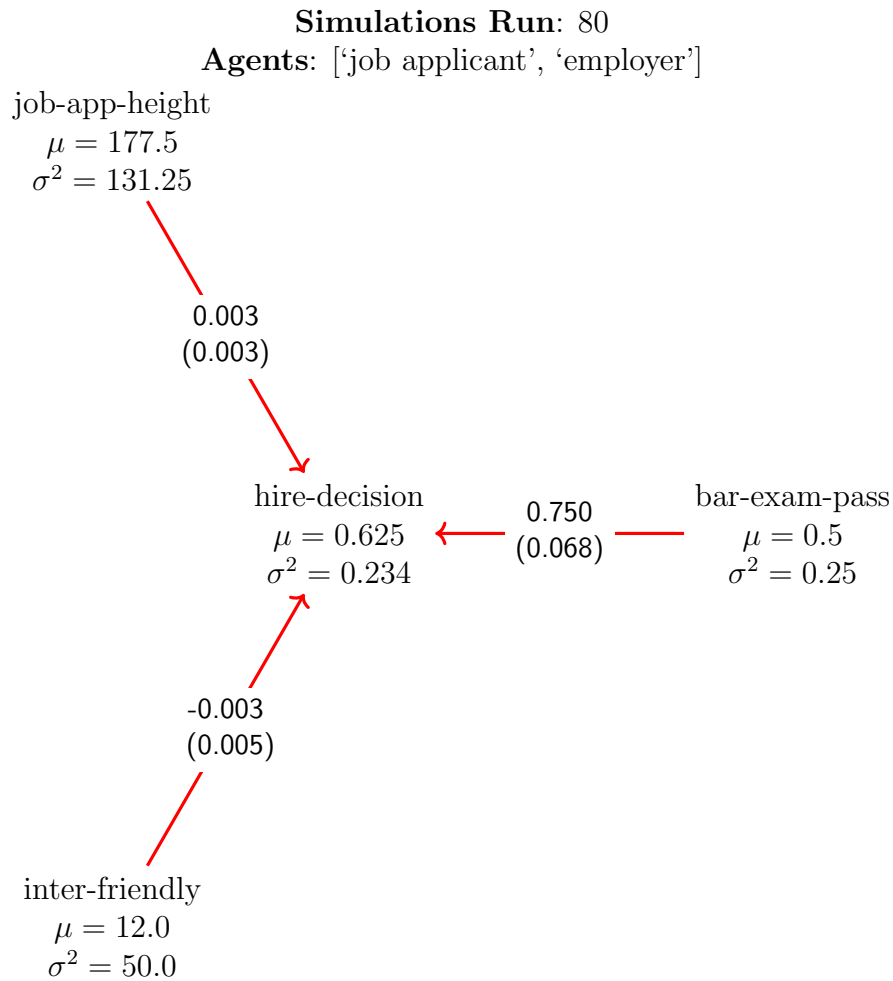 Simulations Run: 80
Agents: [‘job applicant’, ‘employer’]
job-app-height
μ = 177.5
σ² = 131.25
0.003
(0.003)
hire-decision
μ = 0.625
σ² = 0.234
0.750
(0.068)
bar-exam-pass
μ = 0.5
σ² = 0.25
-0.003
(0.005)
inter-friendly
μ = 12.0
σ² = 50.0